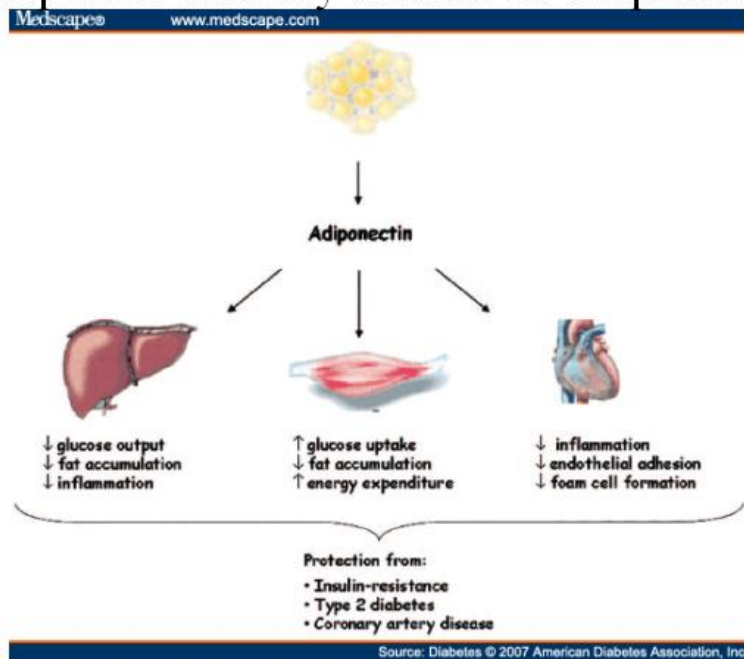 Medscape® www.medscape.com
Adiponectin
↓ glucose output
↓ fat accumulation
↓ inflammation
↑ glucose uptake
↓ fat accumulation
↑ energy expenditure
↓ inflammation
↓ endothelial adhesion
↓ foam cell formation
Protection from:
• Insulin-resistance
• Type 2 diabetes
• Coronary artery disease
Source: Diabetes © 2007 American Diabetes Association, Inc